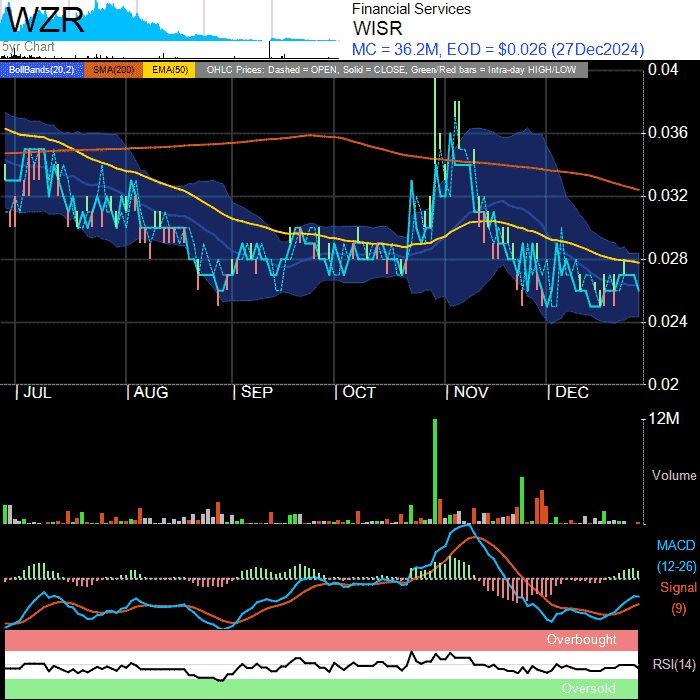 WZR
5yr Chart
Financial Services
WISR
MC = 36.2M, EOD = $0.026 (27Dec2024)
BollBands(20,2) SMA(200) EMA(50) OHLC Prices: Dashed = OPEN, Solid = CLOSE, Green/Red bars = Intra-day HIGH/LOW
0.04
0.036
0.032
0.028
0.024
0.02
JUL AUG SEP OCT NOV DEC
12M
Volume
MACD
(12-26)
Signal
(9)
Overbought
RSI(14)
Oversold